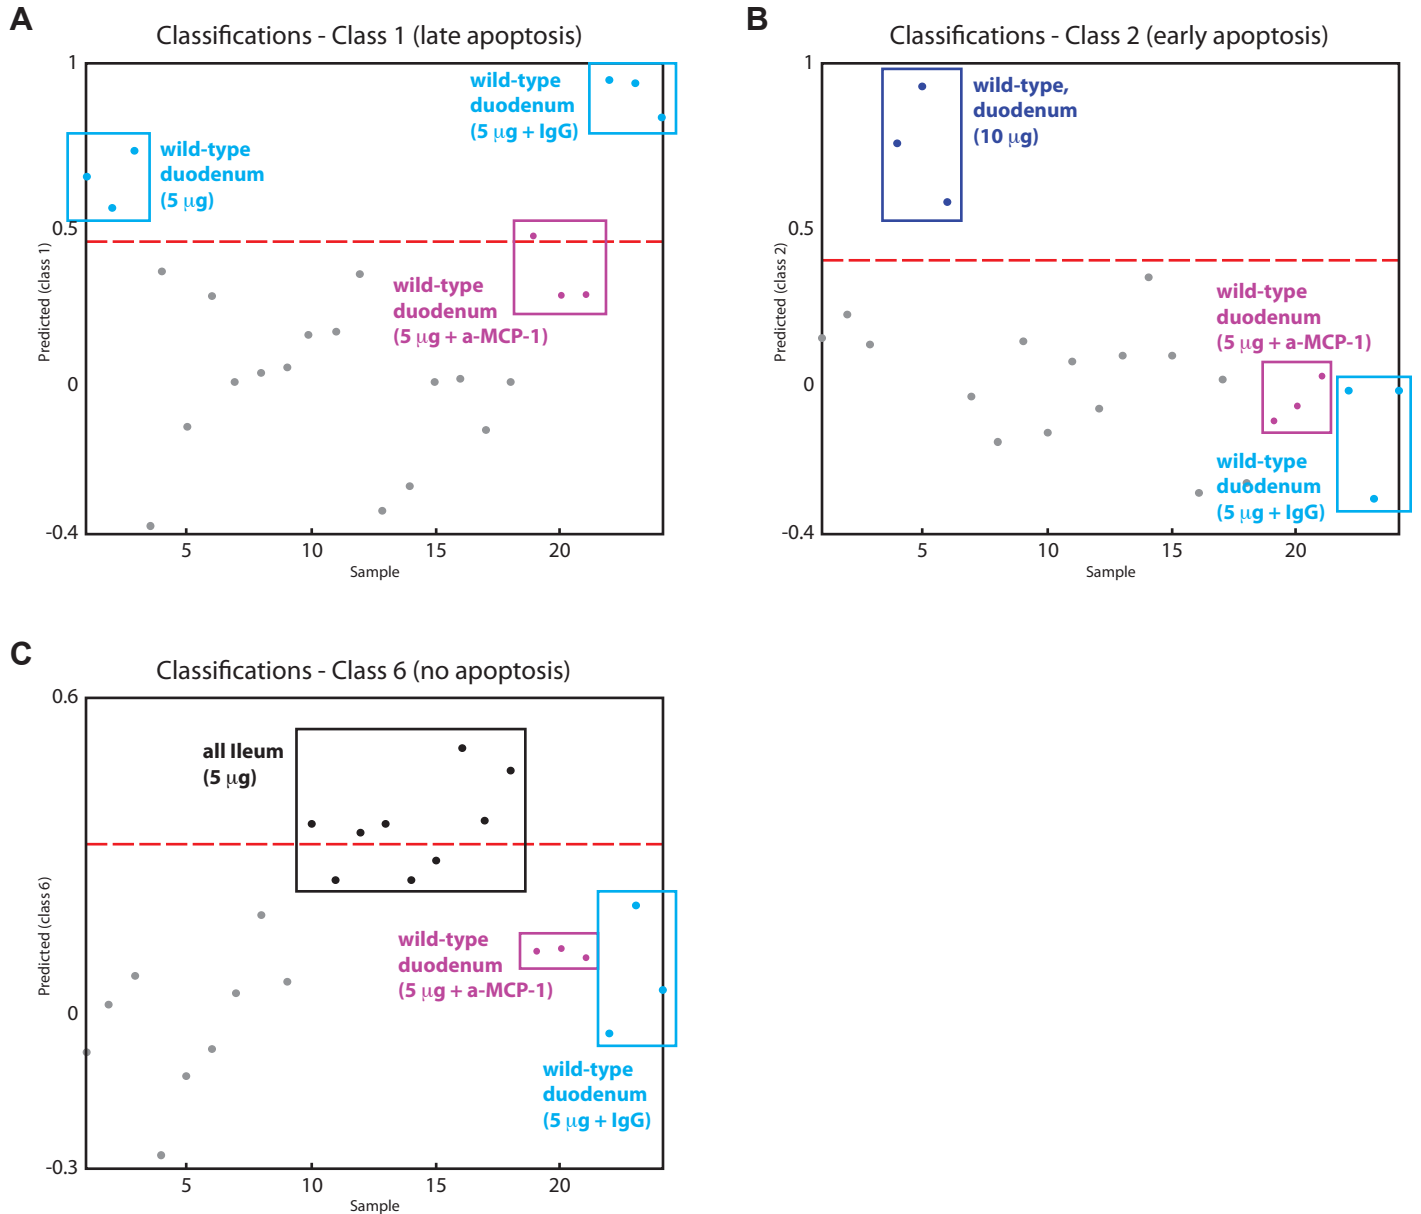 A
Classifications - Class 1 (late apoptosis)
1
0.5
0
-0.4
Predicted (class 1)
wild-type
duodenum
(5 μg + IgG)
wild-type
duodenum
(5 μg)
wild-type
duodenum
(5 μg + a-MCP-1)
5
10
15
20
Sample
B
Classifications - Class 2 (early apoptosis)
1
0.5
0
-0.4
Predicted (class 2)
wild-type,
duodenum
(10 μg)
wild-type
duodenum
(5 μg + a-MCP-1)
wild-type
duodenum
(5 μg + IgG)
5
10
15
20
Sample
C
Classifications - Class 6 (no apoptosis)
0.6
0
-0.3
Predicted (class 6)
all Ileum
(5 μg)
wild-type
duodenum
(5 μg + a-MCP-1)
wild-type
duodenum
(5 μg + IgG)
5
10
15
20
Sample